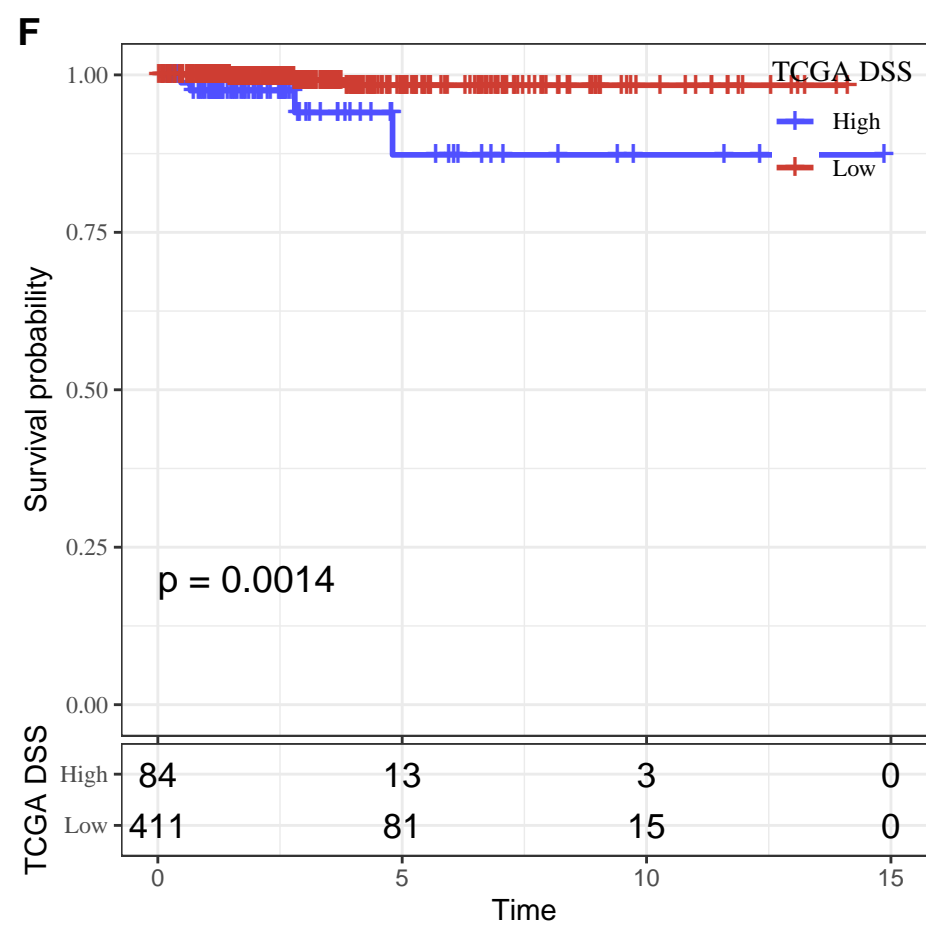 F
TCGA DSS
High
Low
Survival probability
1.00
0.75
0.50
0.25
0.00
p = 0.0014
TCGA DSS
High 84 13 3 0
Low 411 81 15 0
0 5 10 15
Time